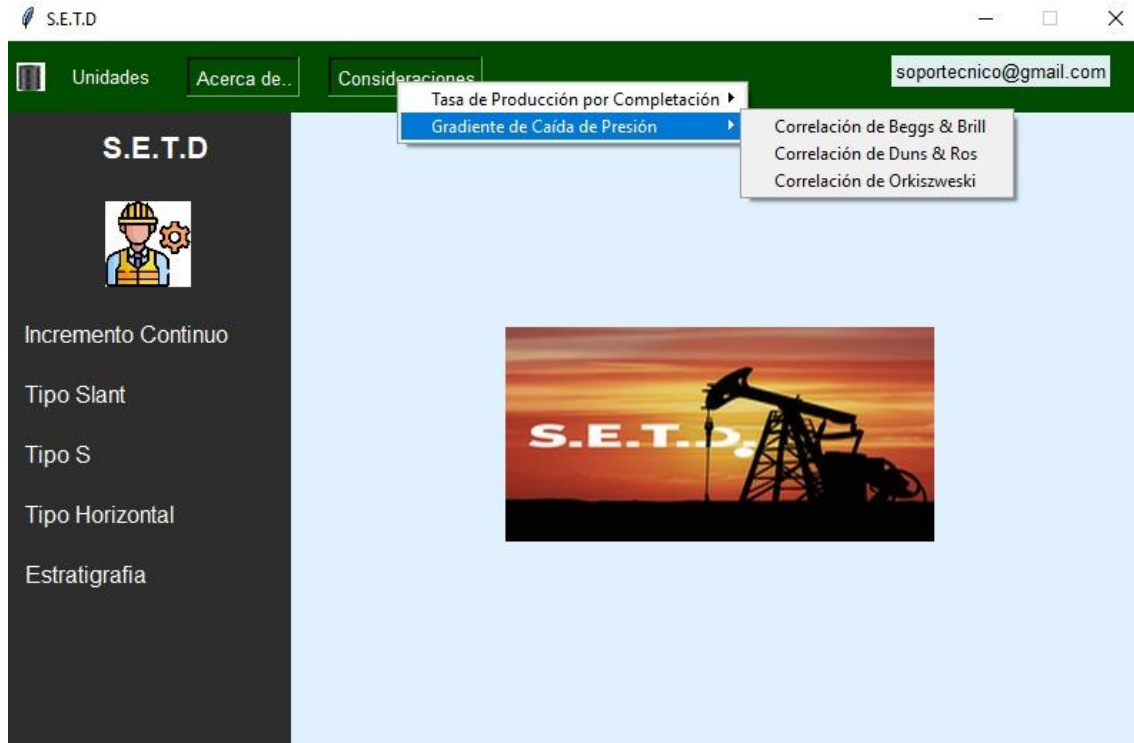 S.E.T.D
Unidades
Acerca de..
Consideraciones
soportecnico@gmail.com
Tasa de Producción por Completación
Gradiente de Caída de Presión
Correlación de Beggs & Brill
Correlación de Duns & Ros
Correlación de Orkiszweski
S.E.T.D
Incremento Continuo
Tipo Slant
Tipo S
Tipo Horizontal
Estratigrafia
S.E.T.D.